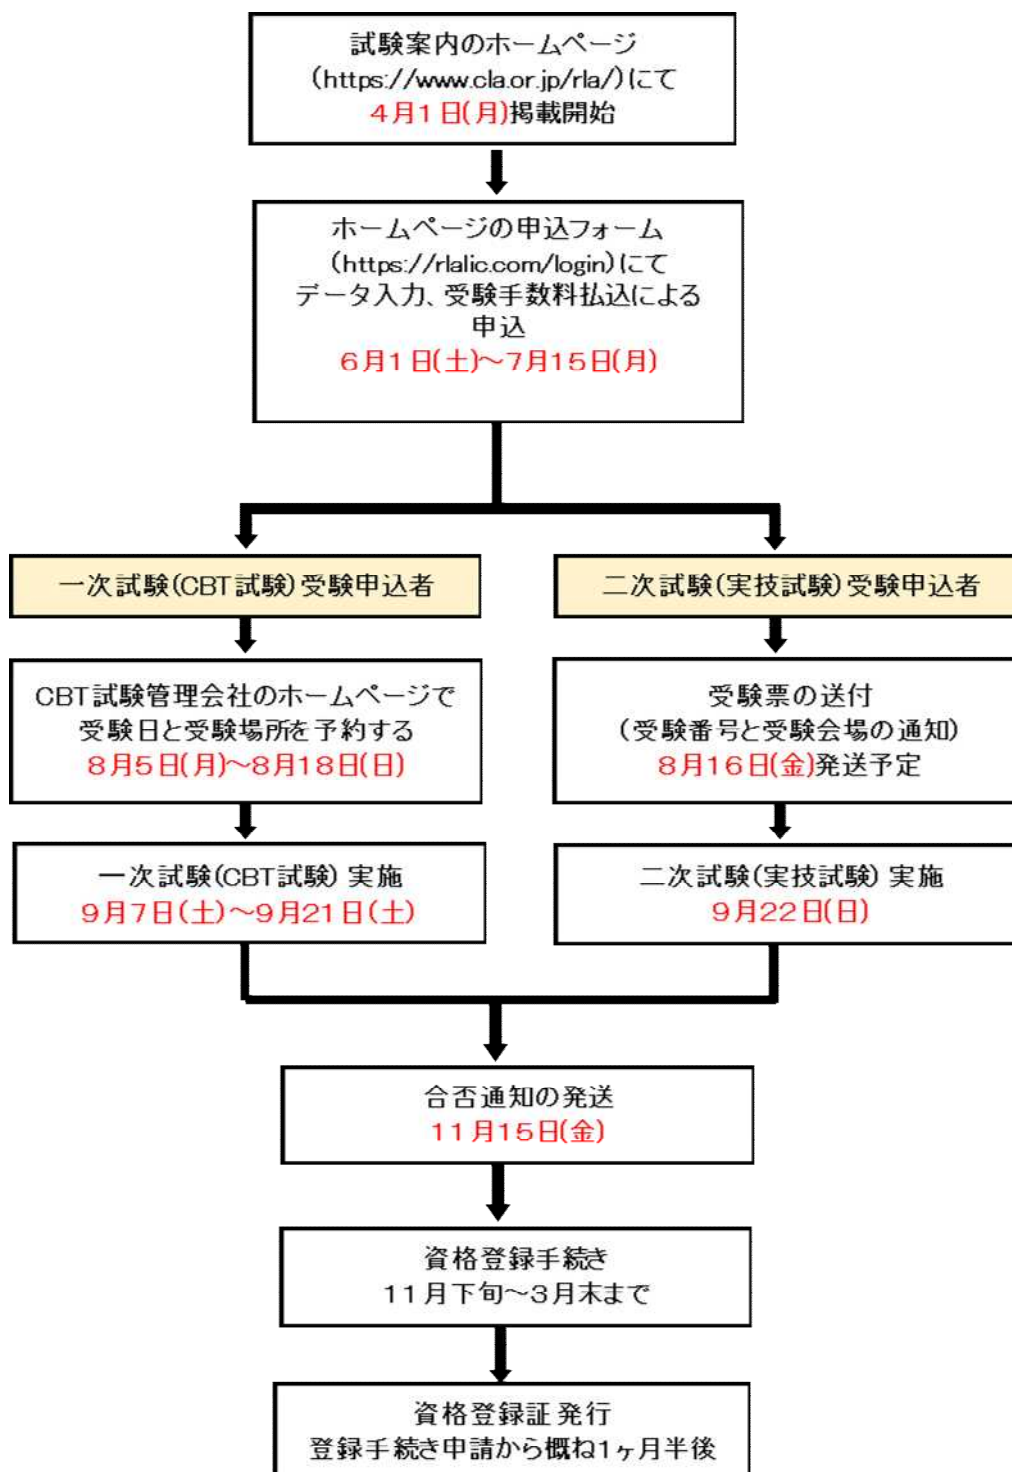 試験案内のホームページ
(https://www.cla.or.jp/rla/)にて
4月1日(月)掲載開始
ホームページの申込フォーム
(https://rlalic.com/login)にて
データ入力、受験手数料払込による
申込
6月1日(土)～7月15日(月)
一次試験(CBT試験)受験申込者
二次試験(実技試験)受験申込者
CBT試験管理会社のホームページで
受験日と受験場所を予約する
8月5日(月)～8月18日(日)
受験票の送付
(受験番号と受験会場の通知)
8月16日(金)発送予定
一次試験(CBT試験) 実施
9月7日(土)～9月21日(土)
二次試験(実技試験) 実施
9月22日(日)
合否通知の発送
11月15日(金)
資格登録手続き
11月下旬～3月末まで
資格登録証発行
登録手続き申請から概ね1ヶ月半後